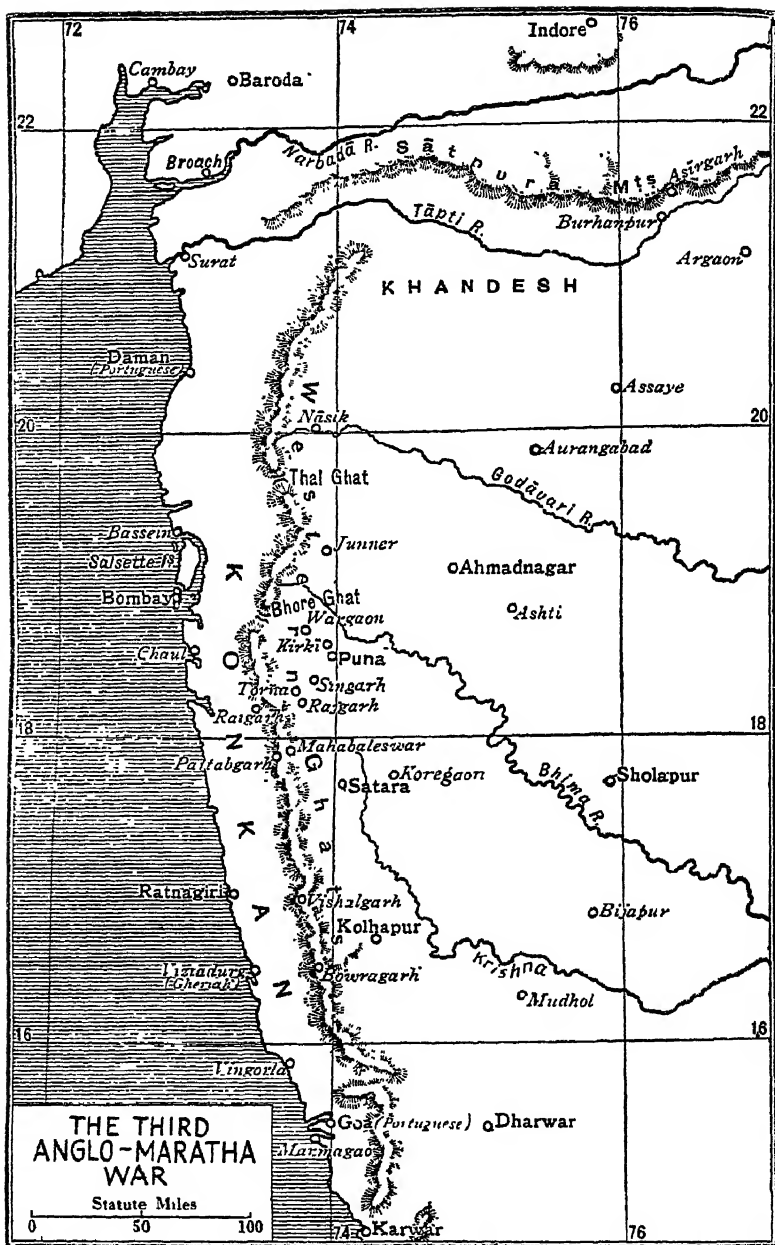 72
74
76
Indore
Cambay
Baroda
22
22
Broach
Narbadā R.
Sātpura Mts
Asirgarh
Tāpti R.
Burhanpur
Surat
Argaon
KHANDESH
Daman
(Portuguese)
Assaye
20
Nāsik
20
Aurangabad
Western Ghats
Thal Ghat
Godāvari R.
Bassein
Junner
Salsette Is
Ahmadnagar
Bombay
KONKAN
Bhore Ghat
Ashti
Wargaon
Kirki
Chaul
Puna
Singarh
Torna
Rajgarh
Raigarh
18
18
Mahabaleswar
Partabgarh
Koregaon
Sholapur
Satara
Bhima R.
Ratnagiri
Vishalgarh
Bijapur
Kolhapur
Krishna
Bowragarh
Viziadurg
(Gheriah)
Mudhol
16
16
Vingorla
THE THIRD
ANGLO-MARATHA
WAR
Statute Miles
0 50 100
Goa (Portuguese)
Dharwar
Marmagao
74
Karwar
76